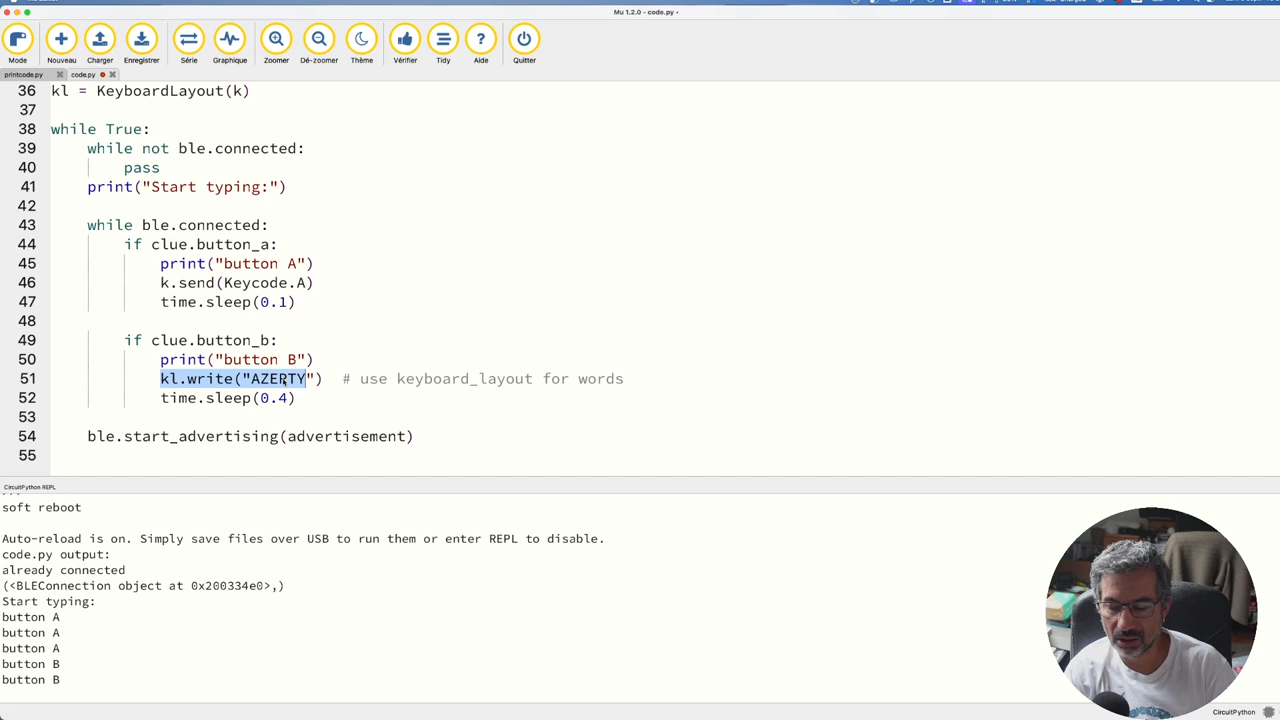 Mu 1.2.0 - code.py
Mode Nouveau Charger Enregistrer Série Graphique Zoomer Dé-zoomer Thème Vérifier Tidy Aide Quitter
printcode.py code.py
36 kl = KeyboardLayout(k)
37
38 while True:
39 while not ble.connected:
40 pass
41 print("Start typing:")
42
43 while ble.connected:
44 if clue.button_a:
45 print("button A")
46 k.send(Keycode.A)
47 time.sleep(0.1)
48
49 if clue.button_b:
50 print("button B")
51 kl.write("AZERTY") # use keyboard_layout for words
52 time.sleep(0.4)
53
54 ble.start_advertising(advertisement)
55
CircuitPython REPL
soft reboot
Auto-reload is on. Simply save files over USB to run them or enter REPL to disable.
code.py output:
already connected
(<BLEConnection object at 0x200334e0>,)
Start typing:
button A
button A
button A
button B
button B
CircuitPython